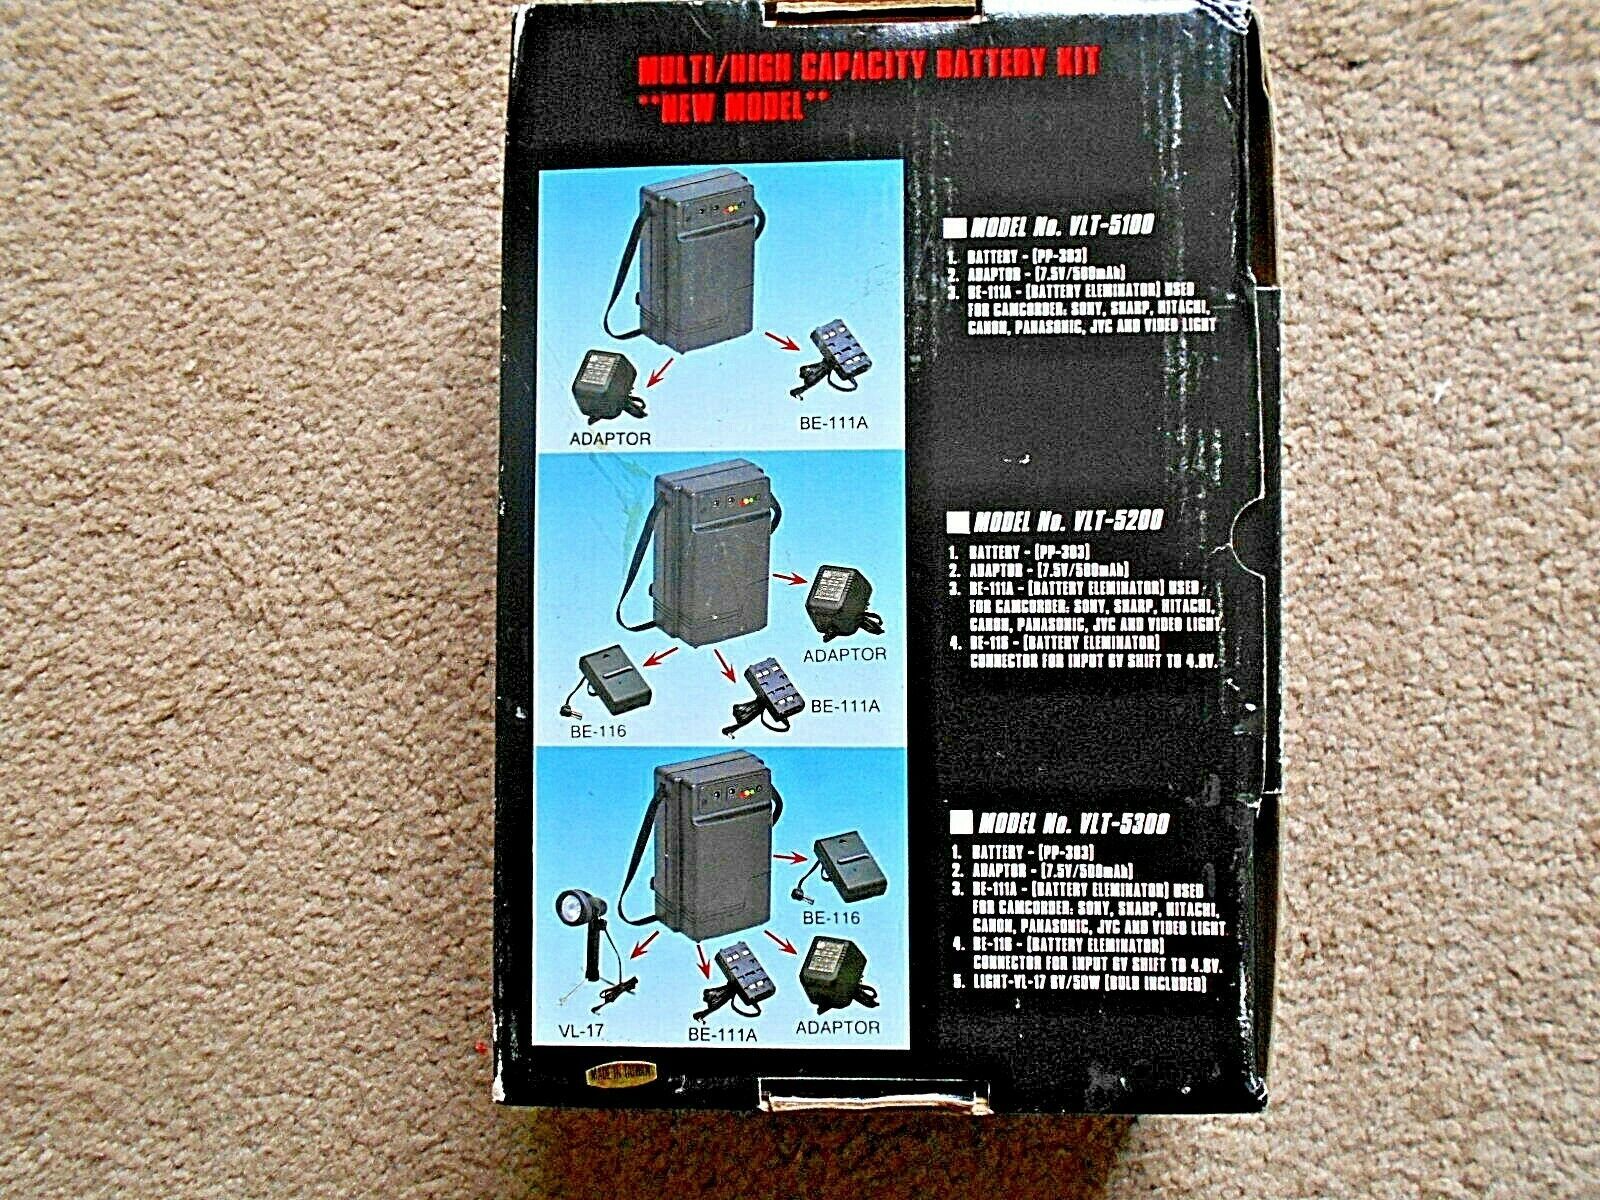 MULTI/HIGH CAPACITY BATTERY KIT
"NEW MODEL"
ADAPTOR
BE-111A
MODEL No. VLT-5100
1. BATTERY - (PP-303)
2. ADAPTOR - (7.5V/500mAh)
3. BE-111A - (BATTERY ELEMINATOR) USED
FOR CAMCORDER: SONY, SHARP, HITACHI,
CANON, PANASONIC, JVC AND VIDEO LIGHT
ADAPTOR
BE-111A
BE-116
MODEL No. VLT-5200
1. BATTERY - (PP-303)
2. ADAPTOR - (7.5V/500mAh)
3. BE-111A - (BATTERY ELEMINATOR) USED
FOR CAMCORDER: SONY, SHARP, HITACHI,
CANON, PANASONIC, JVC AND VIDEO LIGHT.
4. BE-116 - (BATTERY ELEMINATOR)
CONNECTOR FOR INPUT 6V SHIFT TO 4.8V.
BE-116
VL-17
BE-111A
ADAPTOR
MODEL No. VLT-5300
1. BATTERY - (PP-303)
2. ADAPTOR - (7.5V/500mAh)
3. BE-111A - (BATTERY ELEMINATOR) USED
FOR CAMCORDER: SONY, SHARP, HITACHI,
CANON, PANASONIC, JVC AND VIDEO LIGHT.
4. BE-116 - (BATTERY ELEMINATOR)
CONNECTOR FOR INPUT 6V SHIFT TO 4.8V.
5. LIGHT-VL-17 6V/50W (BULB INCLUDED)
MADE IN TAIWAN